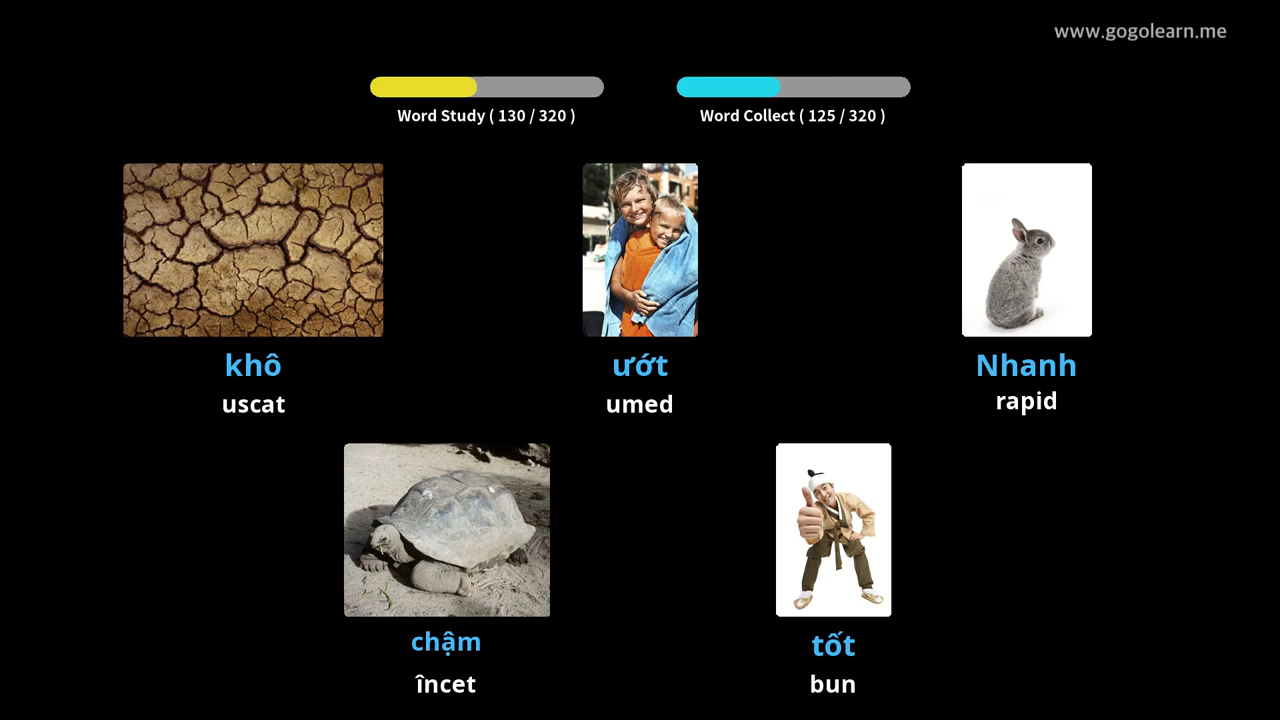 www.gogolearn.me
Word Study ( 130 / 320 )
Word Collect ( 125 / 320 )
khô
ướt
Nhanh
uscat
umed
rapid
chậm
tốt
încet
bun